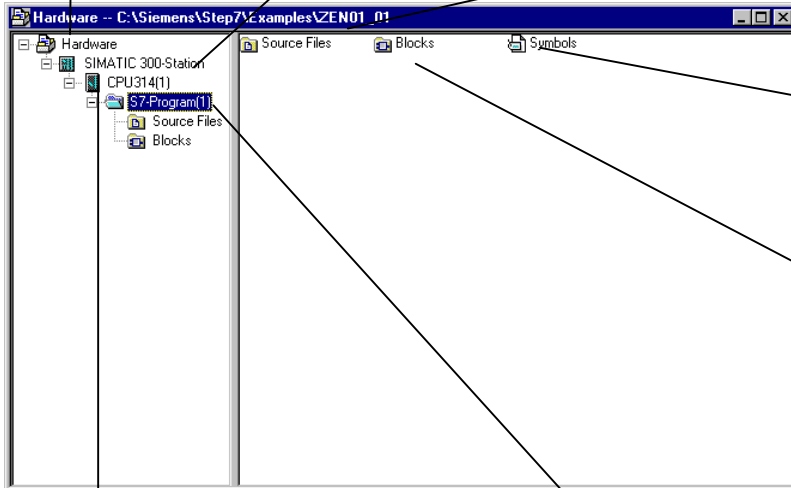 Hardware -- C:\Siemens\Step7\Examples\ZEN01_01
Hardware
SIMATIC 300-Station
CPU314(1)
S7-Program(1)
Source Files
Blocks
Source Files Blocks Symbols